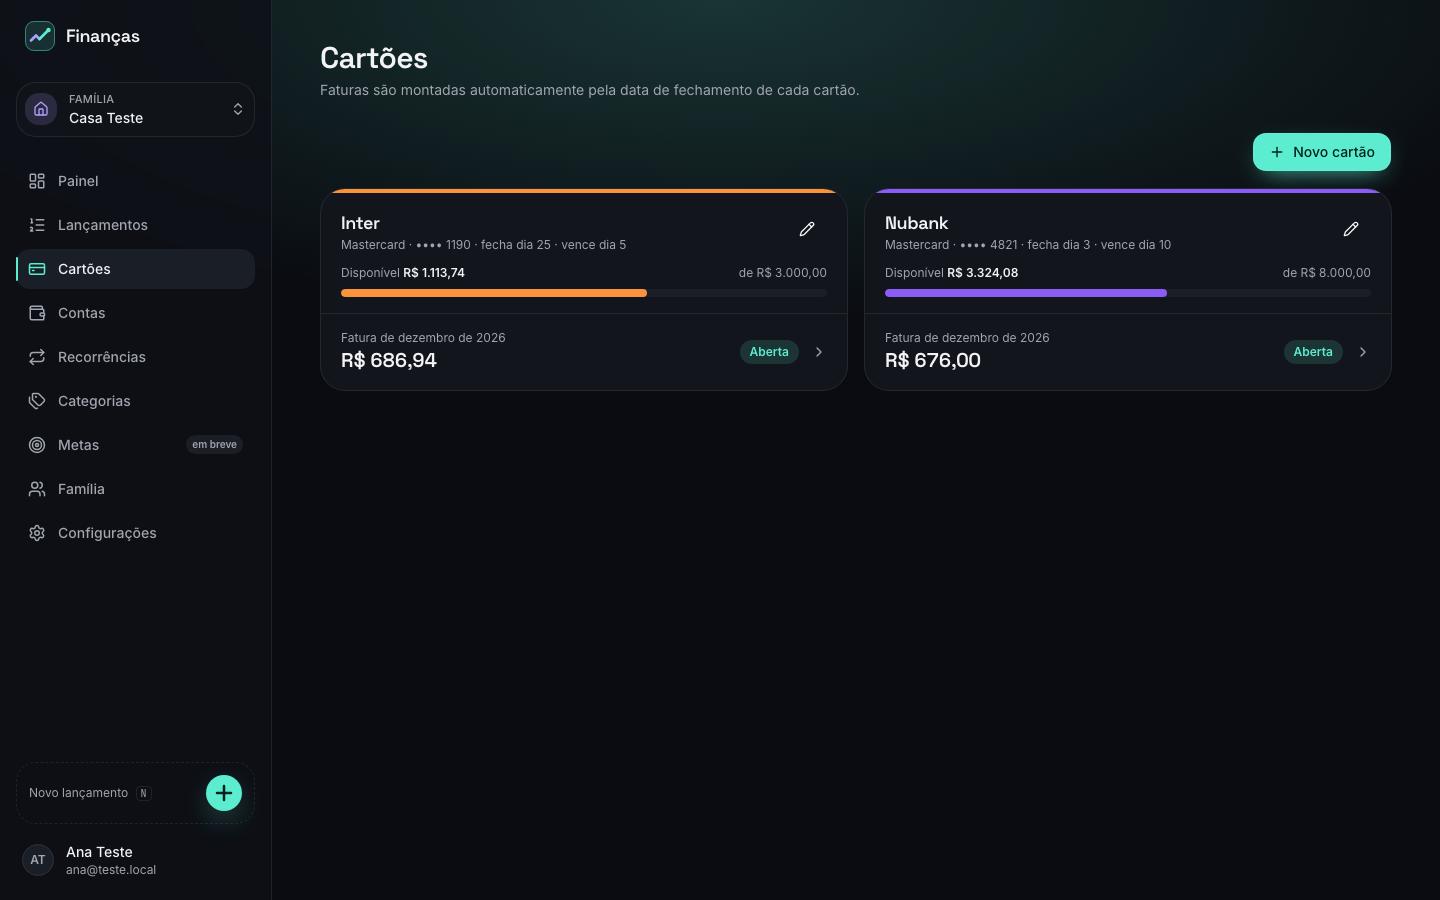 Finanças
FAMÍLIA
Casa Teste
Painel
Lançamentos
Cartões
Contas
Recorrências
Categorias
Metas em breve
Família
Configurações
Novo lançamento N
AT
Ana Teste
ana@teste.local
Cartões
Faturas são montadas automaticamente pela data de fechamento de cada cartão.
Novo cartão
Inter
Mastercard · •••• 1190 · fecha dia 25 · vence dia 5
Disponível R$ 1.113,74 de R$ 3.000,00
Fatura de dezembro de 2026
R$ 686,94
Aberta
Nubank
Mastercard · •••• 4821 · fecha dia 3 · vence dia 10
Disponível R$ 3.324,08 de R$ 8.000,00
Fatura de dezembro de 2026
R$ 676,00
Aberta